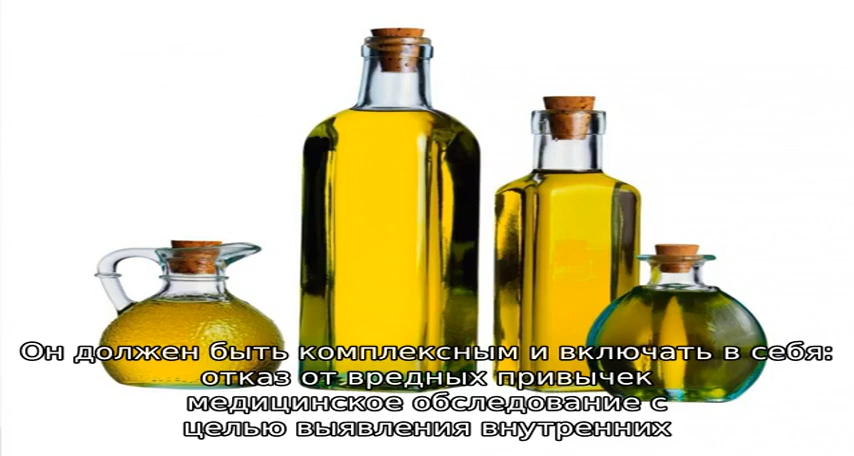 Он должен быть комплексным и включать в себя:
отказ от вредных привычек
медицинское обследование с
целью выявления внутренних